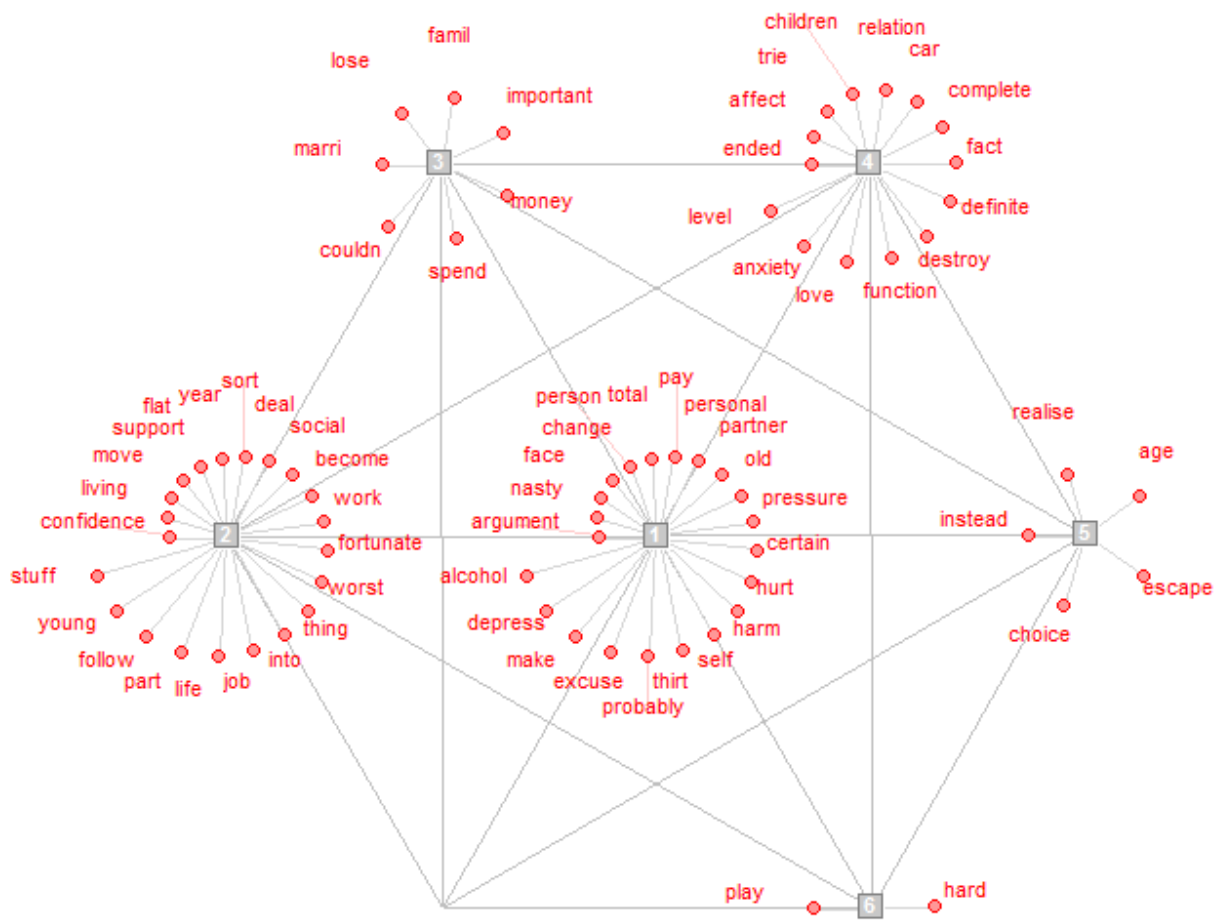 famil
lose
important
marri
3
money
couldn
spend
children
relation
trie
car
affect
complete
ended
4
fact
level
definite
anxiety
destroy
love
function
sort
year
deal
flat
support
social
move
become
living
work
confidence
2
fortunate
stuff
worst
young
thing
follow
into
part
life
job
pay
person
total
personal
change
partner
face
old
nasty
pressure
argument
1
certain
alcohol
hurt
depress
harm
make
self
excuse
thirt
probably
realise
age
instead
5
escape
choice
play
6
hard